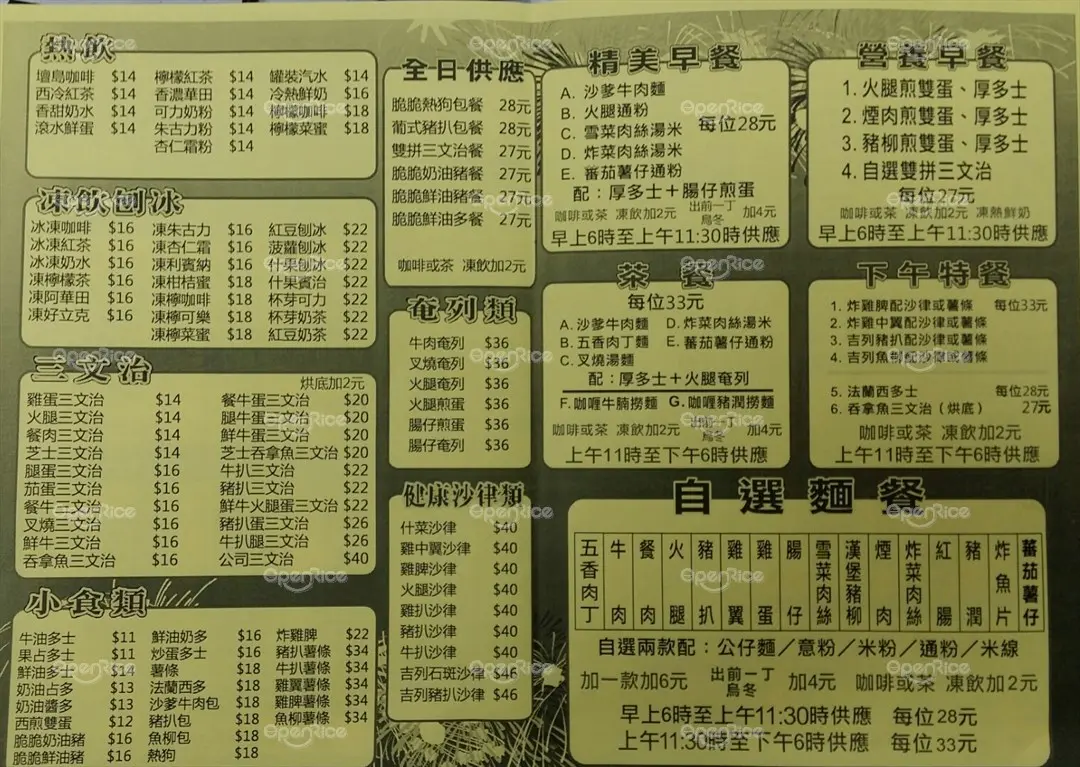 熱飲
壇島咖啡 $14 檸檬紅茶 $14 罐裝汽水 $14
西冷紅茶 $14 香濃華田 $14 冷熱鮮奶 $16
香甜奶水 $14 可力奶粉 $14 檸檬咖啡 $18
滾水鮮蛋 $14 朱古力粉 $14 檸檬菜蜜 $18
杏仁霜粉 $14
凍飲刨冰
冰凍咖啡 $16 凍朱古力 $16 紅豆刨冰 $22
冰凍紅茶 $16 凍杏仁霜 $16 菠蘿刨冰 $22
冰凍奶水 $16 凍利賓納 $16 什果刨冰 $22
凍檸檬茶 $16 凍柑桔蜜 $18 什果賓治 $22
凍阿華田 $16 凍檸咖啡 $18 杯芽可力 $22
凍好立克 $16 凍檸可樂 $18 杯芽奶茶 $22
凍檸菜蜜 $18 紅豆奶茶 $22
三文治
烘底加2元
雞蛋三文治 $14 餐牛蛋三文治 $20
火腿三文治 $14 腿牛蛋三文治 $20
餐肉三文治 $14 鮮牛蛋三文治 $20
芝士三文治 $14 芝士吞拿魚三文治 $20
腿蛋三文治 $16 牛扒三文治 $22
茄蛋三文治 $16 豬扒三文治 $22
餐牛三文治 $16 鮮牛火腿蛋三文治 $22
叉燒三文治 $16 豬扒蛋三文治 $26
鮮牛三文治 $16 牛扒腿三文治 $26
吞拿魚三文治 $16 公司三文治 $40
小食類
牛油多士 $11 鮮油奶多 $16 炸雞脾 $22
果占多士 $11 炒蛋多士 $16 豬扒薯條 $34
鮮油多士 $14 薯條 $18 牛扒薯條 $34
奶油占多 $13 法蘭西多 $18 雞翼薯條 $34
奶油醬多 $13 沙爹牛肉包 $18 雞脾薯條 $34
西煎雙蛋 $12 豬扒包 $18 魚柳薯條 $34
脆脆奶油豬 $16 魚柳包 $18
脆脆鮮油豬 $16 熱狗 $18
全日供應
脆脆熱狗包餐 28元
葡式豬扒包餐 28元
雙拼三文治餐 27元
脆脆奶油豬餐 27元
脆脆鮮油豬餐 27元
脆脆鮮油多餐 27元
咖啡或茶 凍飲加2元
奄列類
牛肉奄列 $36
叉燒奄列 $36
火腿奄列 $36
火腿煎蛋 $36
腸仔煎蛋 $36
腸仔奄列 $36
健康沙律類
什菜沙律 $40
雞中翼沙律 $40
雞脾沙律 $40
火腿沙律 $40
雞扒沙律 $40
豬扒沙律 $40
牛扒沙律 $40
吉列石斑沙律 $46
吉列豬扒沙律 $46
精美早餐
A. 沙爹牛肉麵
B. 火腿通粉
C. 雪菜肉絲湯米
D. 炸菜肉絲湯米
E. 蕃茄薯仔通粉
每位28元
配：厚多士＋腸仔煎蛋
咖啡或茶 凍飲加2元 出前一丁 烏冬 加4元
早上6時至上午11:30時供應
營養早餐
1. 火腿煎雙蛋、厚多士
2. 煙肉煎雙蛋、厚多士
3. 豬柳煎雙蛋、厚多士
4. 自選雙拼三文治
每位27元
咖啡或茶 凍飲加2元 凍熱鮮奶
早上6時至上午11:30時供應
茶餐
每位33元
A. 沙爹牛肉麵 D. 炸菜肉絲湯米
B. 五香肉丁麵 E. 蕃茄薯仔通粉
C. 叉燒湯麵
配：厚多士＋火腿奄列
F. 咖喱牛腩撈麵 G. 咖喱豬潤撈麵
咖啡或茶 凍飲加2元 出前一丁 烏冬 加4元
上午11時至下午6時供應
下午特餐
1. 炸雞脾配沙律或薯條 每位33元
2. 炸雞中翼配沙律或薯條
3. 吉列豬扒配沙律或薯條
4. 吉列魚柳配沙律或薯條
5. 法蘭西多士 每位28元
6. 吞拿魚三文治（烘底） 27元
咖啡或茶 凍飲加2元
上午11時至下午6時供應
自選麵餐
五香肉丁 牛肉 餐肉 火腿 豬扒 雞翼 雞蛋 腸仔 雪菜肉絲 漢堡豬柳 煙肉 炸菜肉絲 紅腸 豬潤 炸魚片 蕃茄薯仔
自選兩款配：公仔麵／意粉／米粉／通粉／米線
加一款加6元 出前一丁 烏冬 加4元 咖啡或茶 凍飲加2元
早上6時至上午11:30時供應 每位28元
上午11:30時至下午6時供應 每位33元